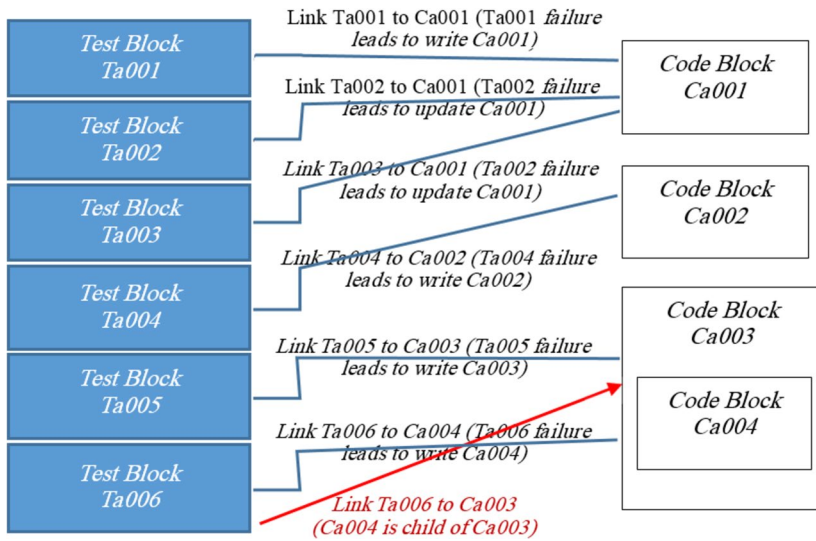 Test Block
Ta001
Test Block
Ta002
Test Block
Ta003
Test Block
Ta004
Test Block
Ta005
Test Block
Ta006
Link Ta001 to Ca001 (Ta001 failure
leads to write Ca001)
Link Ta002 to Ca001 (Ta002 failure
leads to update Ca001)
Link Ta003 to Ca001 (Ta002 failure
leads to update Ca001)
Link Ta004 to Ca002 (Ta004 failure
leads to write Ca002)
Link Ta005 to Ca003 (Ta005 failure
leads to write Ca003)
Link Ta006 to Ca004 (Ta006 failure
leads to write Ca004)
Link Ta006 to Ca003
(Ca004 is child of Ca003)
Code Block
Ca001
Code Block
Ca002
Code Block
Ca003
Code Block
Ca004